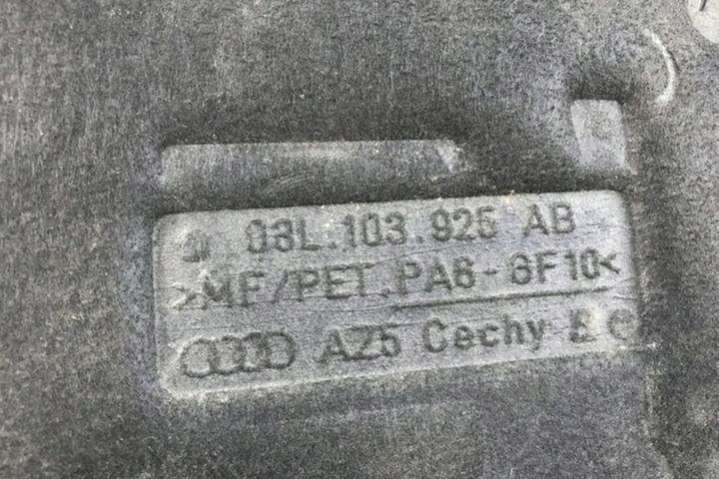 03L.103.925 AB
>MF/PET.PA6-GF10<
AZ5 Cechy